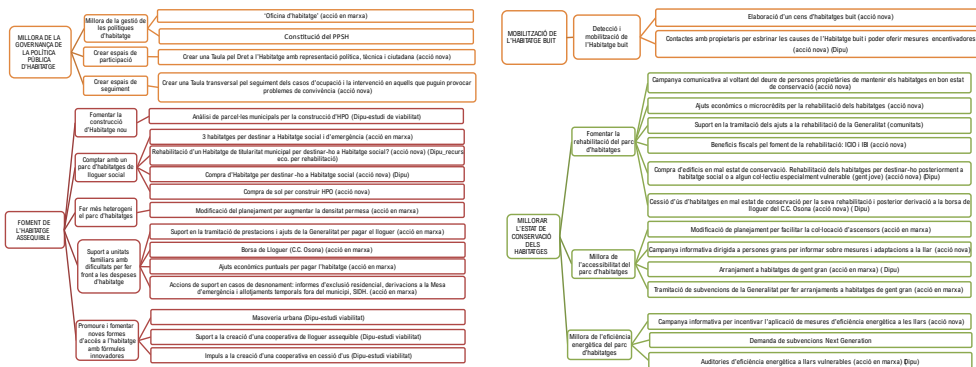 MILLORA DE LA
GOVERNANÇA DE
LA POLÍTICA
PÚBLICA
D'HABITATGE
Millora de la gestió de
les polítiques
d'habitatge
'Oficina d'habitatge' (acció en marxa)
Constitució del PPSH
Crear espais de
participació
Crear una Taula pel Dret a l'Habitatge amb representació política, tècnica i ciutadana (acció nova)
Crear espais de
seguiment
Crear una Taula transversal pel seguiment dels casos d'ocupació i la intervenció en aquells que puguin provocar
problemes de convivència (acció nova)
FOMENT DE
L'HABITATGE
ASSEQUIBLE
Fomentar la
construcció
d'Habitatge nou
Anàlisi de parcel·les municipals per la construcció d'HPO (Dipu-estudi de viabilitat)
Comptar amb un
parc d'habitatges de
lloguer social
3 habitatges per destinar a Habitatge social i d'emergència (acció en marxa)
Rehabilitació d'un Habitatge de titularitat municipal per destinar-ho a Habitatge social? (acció nova) (Dipu_recurs
eco. per rehabilitació)
Compra d'Habitatge per destinar -ho a Habitatge social (acció nova) (Dipu)
Compra de sol per construir HPO (acció nova)
Fer més heterogeni
el parc d'habitatges
Modificació del planejament per augmentar la densitat permesa (acció en marxa)
Suport a unitats
familiars amb
dificultats per fer
front a les despeses
d'habitatge
Suport en la tramitació de prestacions i ajuts de la Generalitat per pagar el lloguer (acció en marxa)
Borsa de Lloguer (C.C. Osona) (acció en marxa)
Ajuts econòmics puntuals per pagar l'habitatge (acció en marxa)
Accions de suport en casos de desnonament: informes d'exclusió residencial, derivacions a la Mesa
d'emergència i allotjaments temporals fora del municipi, SIDH. (acció en marxa)
Promoure i fomentar
noves formes
d'accés a l'habitatge
amb fórmules
innovadores
Masoveria urbana (Dipu-estudi viabilitat)
Suport a la creació d'una cooperativa de lloguer assequible (Dipu-estudi viabilitat)
Impuls a la creació d'una cooperativa en cessió d'us (Dipu-estudi viabilitat)
MOBILITZACIÓ DE
L'HABITATGE BUIT
Detecció i
mobilització de
l'Habitatge buit
Elaboració d'un cens d'habitatges buit (acció nova)
Contactes amb propietaris per esbrinar les causes de l'Habitatge buit i poder oferir mesures encentivadores
(acció nova) (Dipu)
MILLORAR
L'ESTAT DE
CONSERVACIÓ
DELS
HABITATGES
Fomentar la
rehabilitació del parc
d'habitatges
Campanya comunicativa al voltant del deure de persones propietàries de mantenir els habitatges en bon estat
de conservació (acció nova)
Ajuts econòmics o microcrèdits per la rehabilitació dels habitatges (acció nova)
Suport en la tramitació dels ajuts a la rehabilitació de la Generalitat (comunitats)
Beneficis fiscals pel foment de la rehabilitació: ICIO i IBI (acció nova)
Compra d'edificis en mal estat de conservació. Rehabilitació dels habitatges per destinar-ho posteriorment a
habitatge social o a algun col·lectiu especialment vulnerable (gent jove) (acció nova) (Dipu)
Cessió d'ús d'habitatges en mal estat de conservació per la seva rehabilitació i posterior derivació a la borsa de
lloguer del C.C. Osona (acció nova) (Dipu)
Millora de
l'accessibilitat del
parc d'habitatges
Modificació de planejament per facilitar la col·locació d'ascensors (acció en marxa)
Campanya informativa dirigida a persones grans per informar sobre mesures i adaptacions a la llar (acció nova)
Arranjament a habitatges de gent gran (acció en marxa) (Dipu)
Tramitació de subvencions de la Generalitat per fer arranjaments a habitatges de gent gran (acció en marxa)
Millora de l'eficiència
energètica del parc
d'habitatges
Campanya informativa per incentivar l'aplicació de mesures d'eficiència energètica a les llars (acció nova)
Demanda de subvencions Next Generation
Auditories d'eficiència energètica a llars vulnerables (acció en marxa) (Dipu)